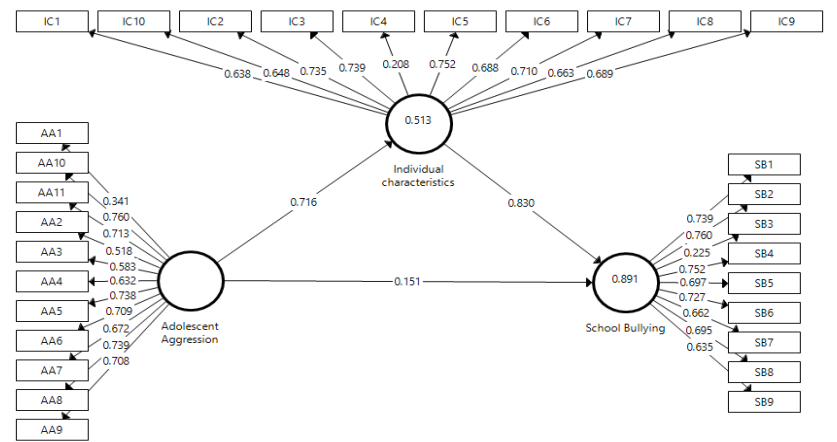 IC1 IC10 IC2 IC3 IC4 IC5 IC6 IC7 IC8 IC9
0.638 0.648 0.735 0.739 0.208 0.752 0.688 0.710 0.663 0.689
0.513
Individual
characteristics
AA1
AA10
AA11
AA2
AA3
AA4
AA5
AA6
AA7
AA8
AA9
0.341
0.760
0.713
0.518
0.583
0.632
0.738
0.709
0.672
0.739
0.708
Adolescent
Aggression
0.716
0.830
0.151
0.891
School Bullying
0.739
0.760
0.225
0.752
0.697
0.727
0.662
0.695
0.635
SB1
SB2
SB3
SB4
SB5
SB6
SB7
SB8
SB9